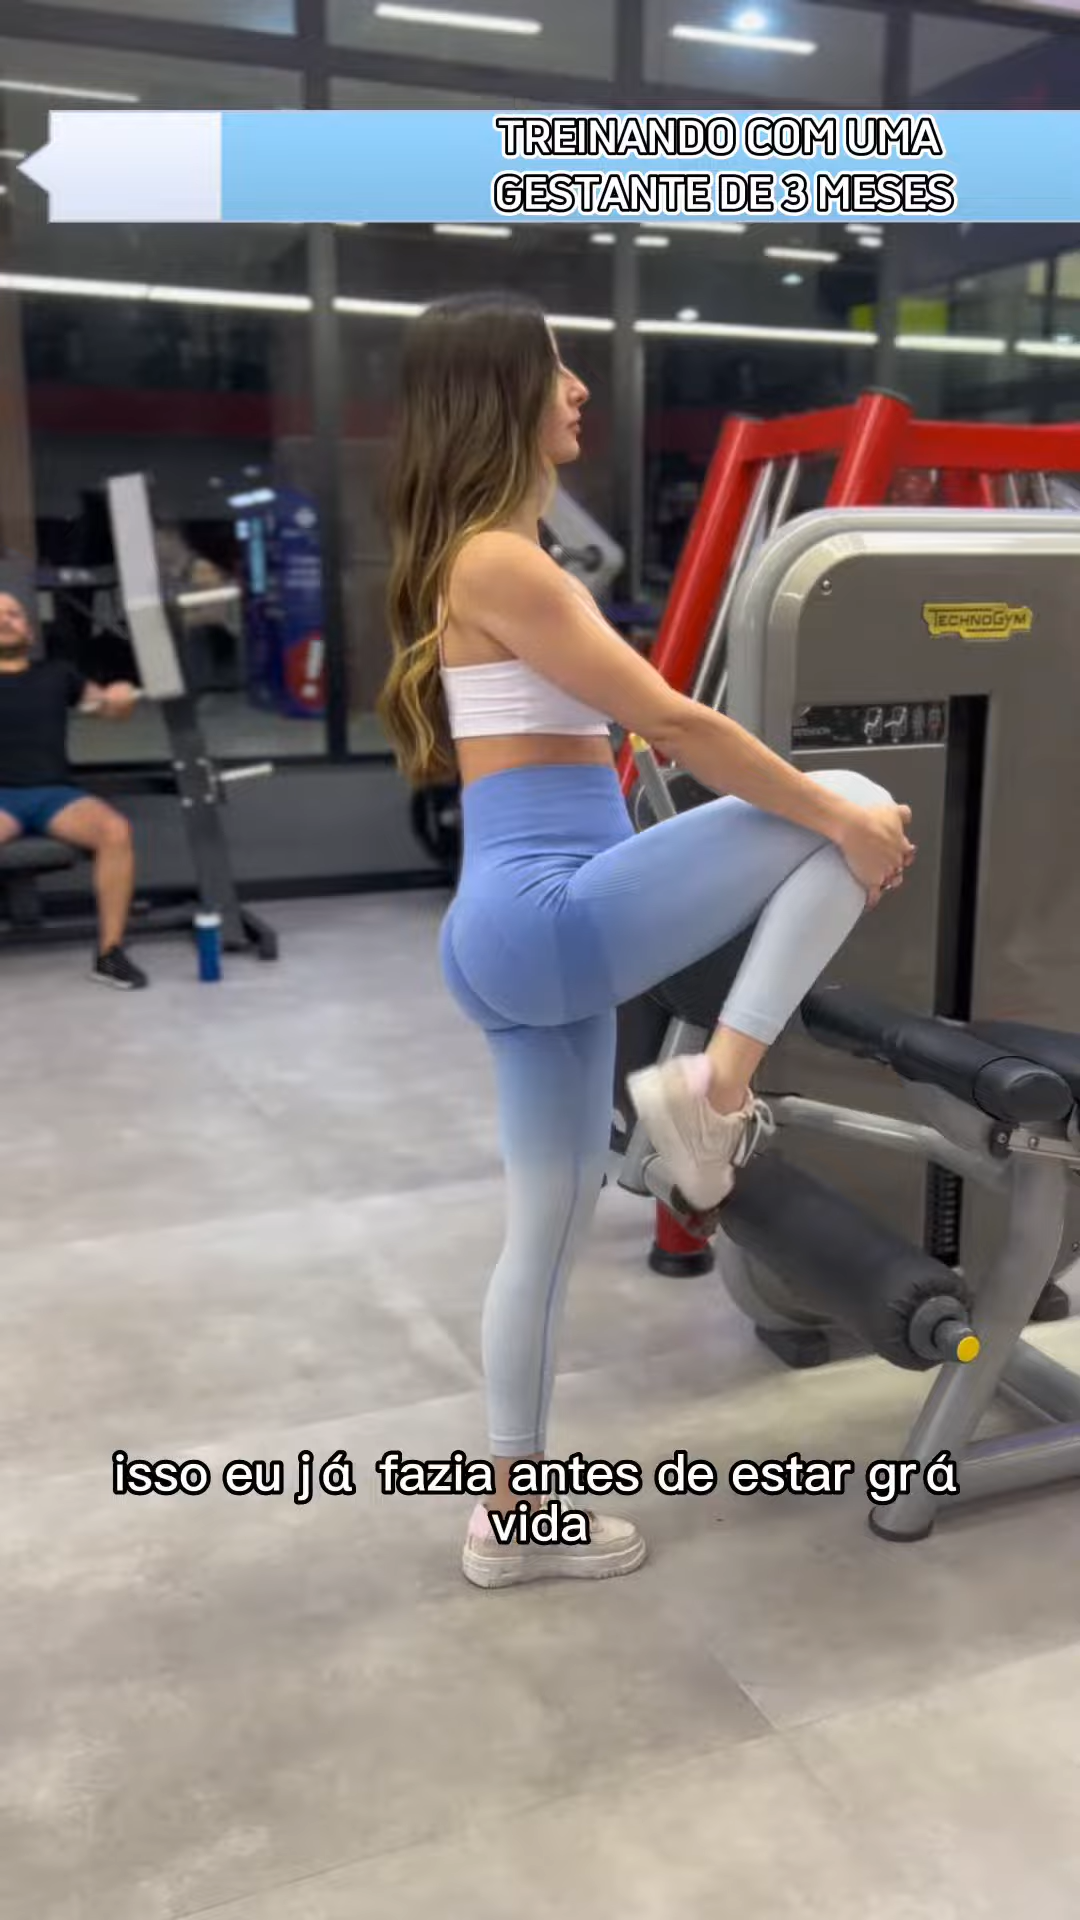 TREINANDO COM UMA
GESTANTE DE 3 MESES
TECHNOGYM
isso eu já fazia antes de estar grá
vida